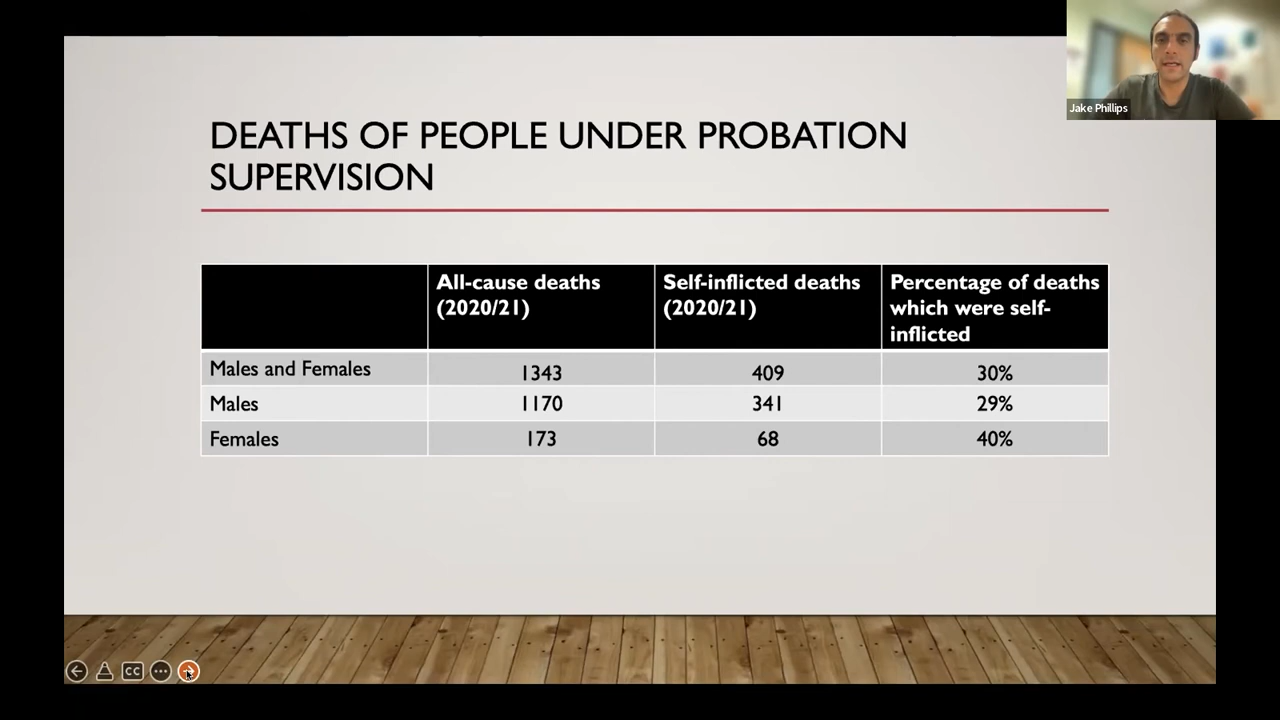 Jake Phillips
DEATHS OF PEOPLE UNDER PROBATION
SUPERVISION
All-cause deaths
(2020/21)
Self-inflicted deaths
(2020/21)
Percentage of deaths
which were self-
inflicted
Males and Females 1343 409 30%
Males 1170 341 29%
Females 173 68 40%
CC